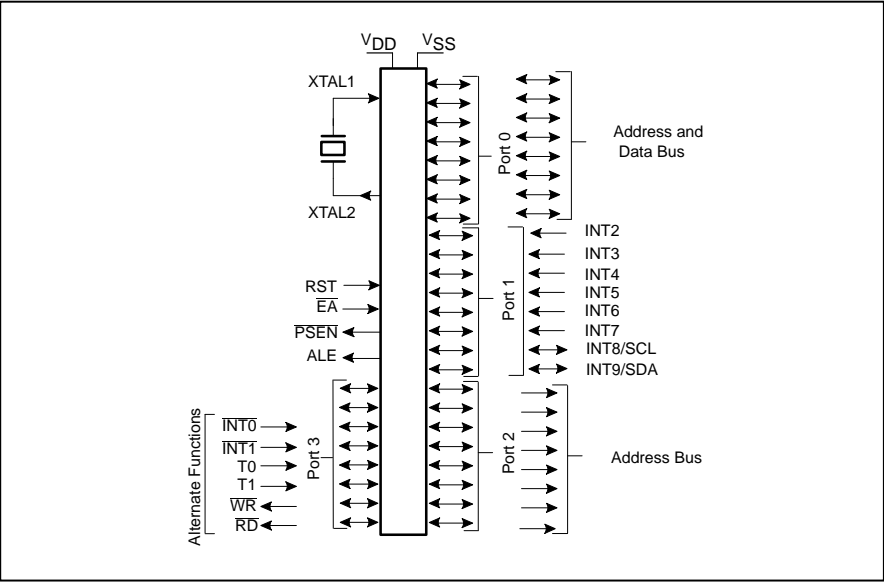 VDD VSS
XTAL1
Port 0
Address and
Data Bus
XTAL2
INT2
INT3
INT4
INT5
INT6
INT7
INT8/SCL
INT9/SDA
Port 1
RST
EA
PSEN
ALE
Alternate Functions
INT0
INT1
T0
T1
WR
RD
Port 3
Port 2
Address Bus